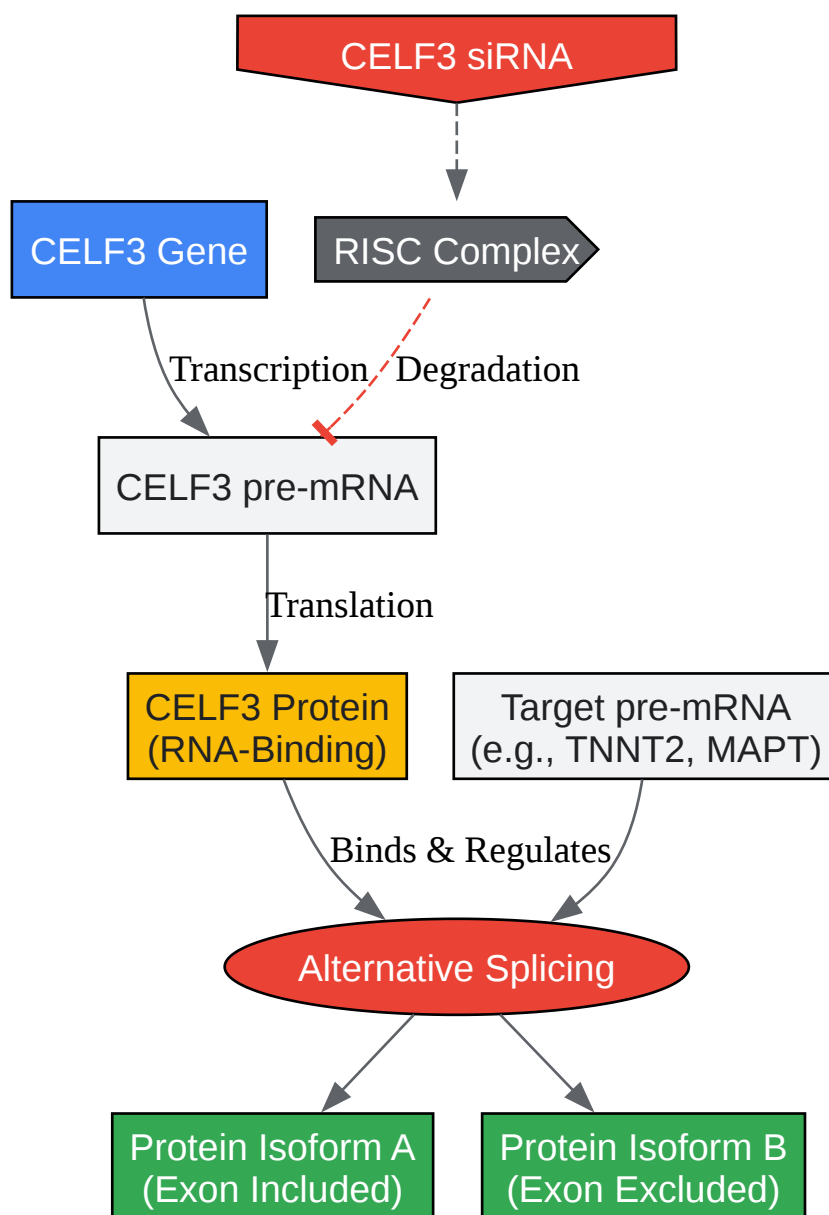 CELF3 siRNA
CELF3 Gene
RISC Complex
Transcription
Degradation
CELF3 pre-mRNA
Translation
CELF3 Protein
(RNA-Binding)
Target pre-mRNA
(e.g., TNNT2, MAPT)
Binds & Regulates
Alternative Splicing
Protein Isoform A
(Exon Included)
Protein Isoform B
(Exon Excluded)